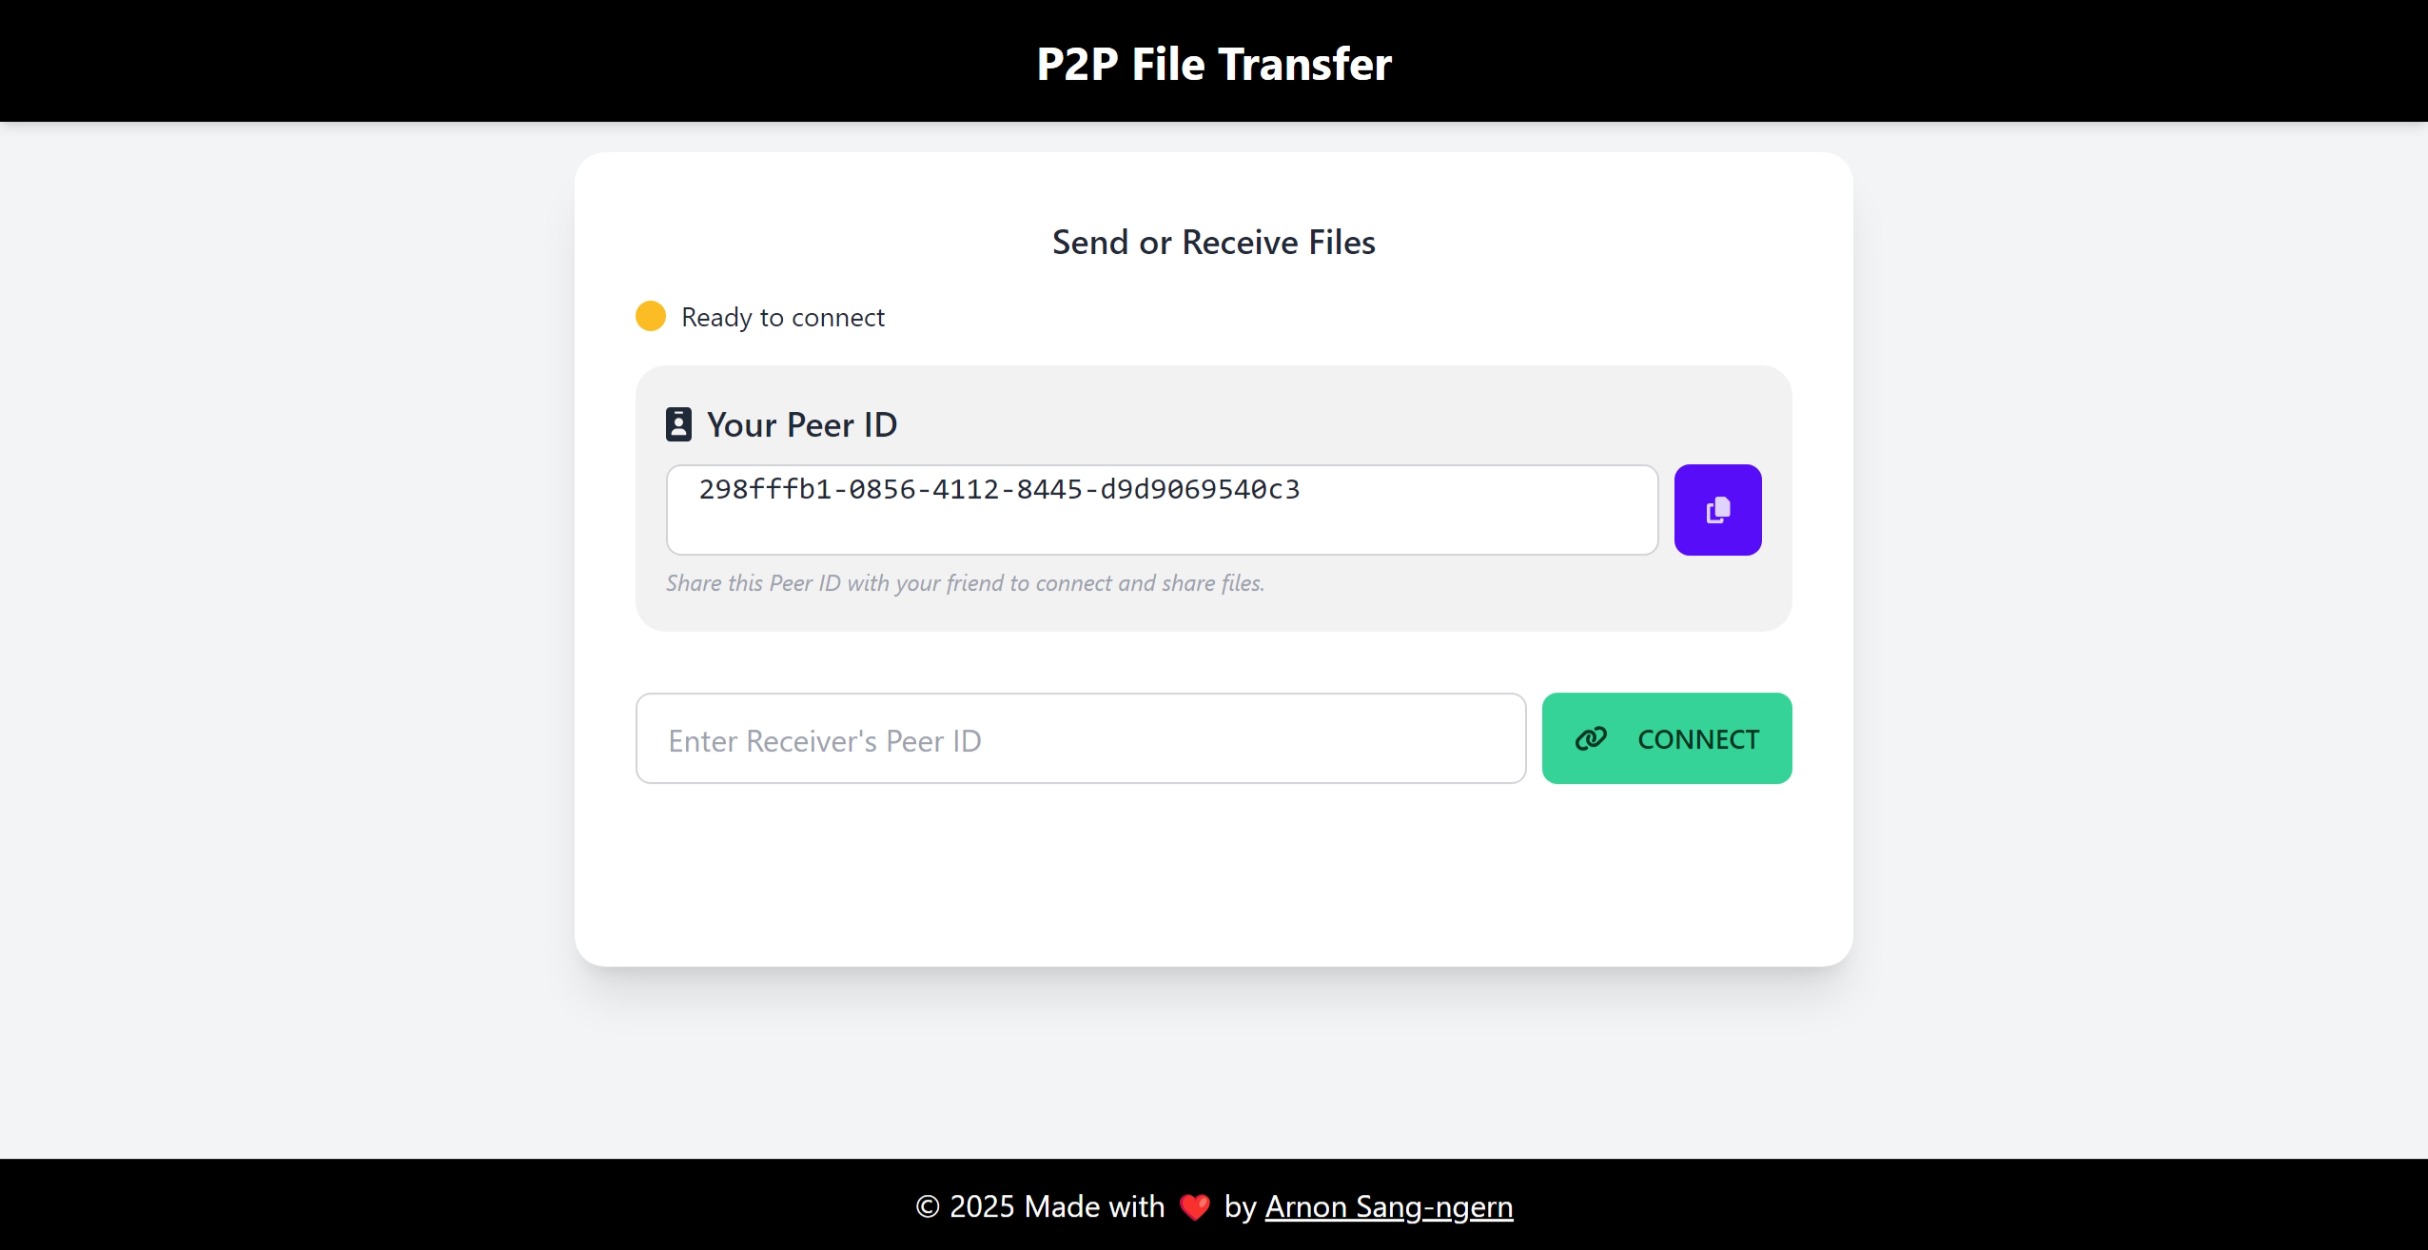 P2P File Transfer
Send or Receive Files
Ready to connect
Your Peer ID
298fffb1-0856-4112-8445-d9d9069540c3
Share this Peer ID with your friend to connect and share files.
Enter Receiver's Peer ID
CONNECT
© 2025 Made with ❤️ by Arnon Sang-ngern